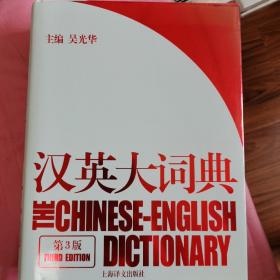 主编 吴光华
汉英大词典
THE CHINESE-ENGLISH
DICTIONARY
第3版
THIRD EDITION
上海译文出版社